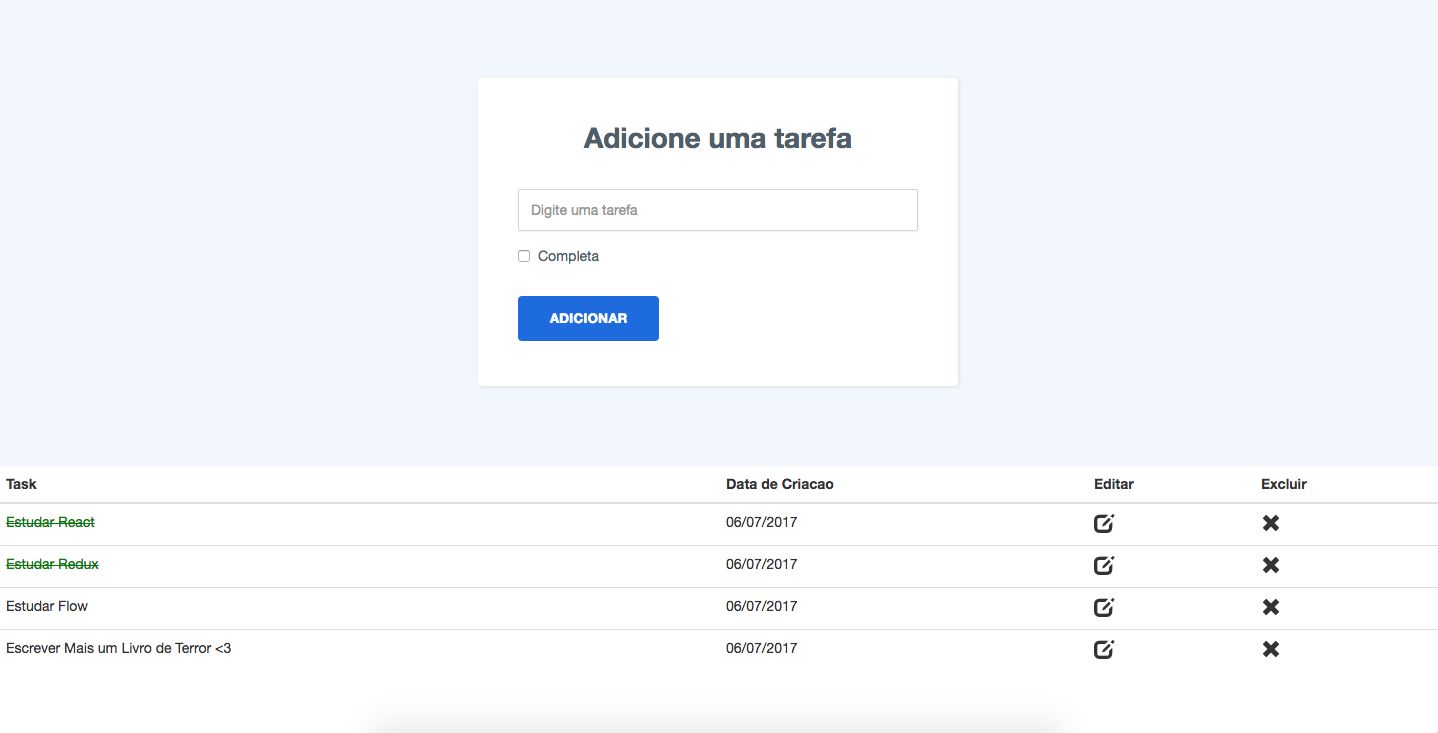 Adicione uma tarefa
Digite uma tarefa
Completa
ADICIONAR
Task Data de Criacao Editar Excluir
Estudar React 06/07/2017
Estudar Redux 06/07/2017
Estudar Flow 06/07/2017
Escrever Mais um Livro de Terror <3 06/07/2017